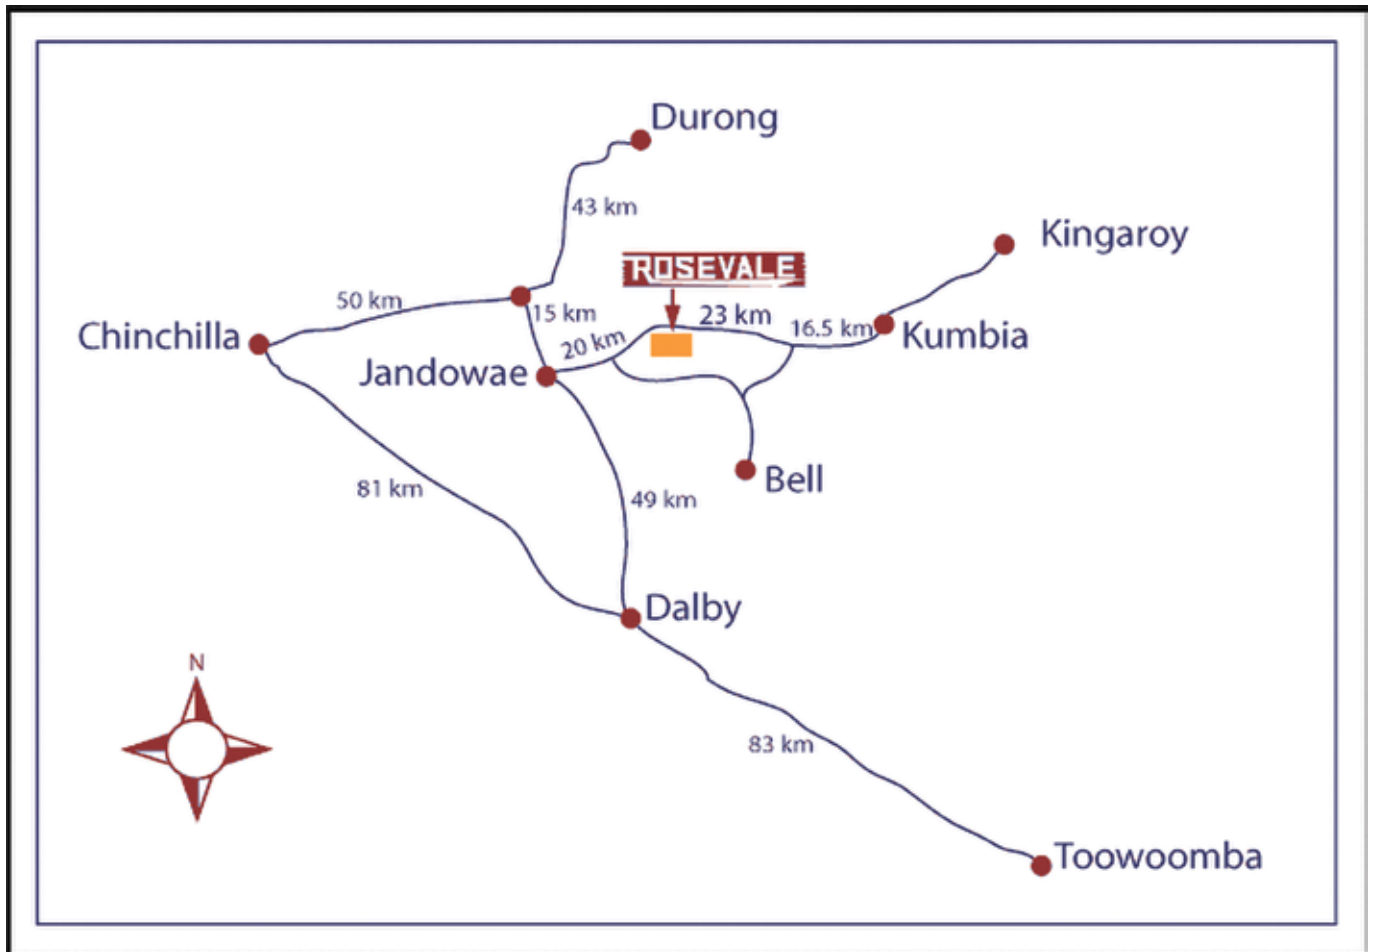 Durong
43 km
Kingaroy
ROSEVALE
50 km
15 km
23 km
16.5 km
Chinchilla
20 km
Kumbia
Jandowae
81 km
49 km
Bell
Dalby
N
83 km
Toowoomba